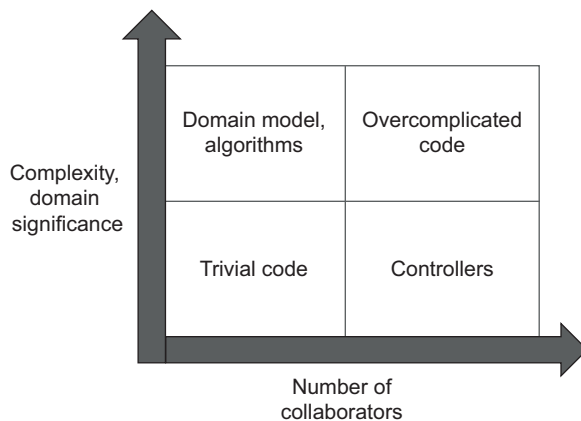 Complexity,
domain
significance
Domain model,
algorithms
Overcomplicated
code
Trivial code
Controllers
Number of
collaborators